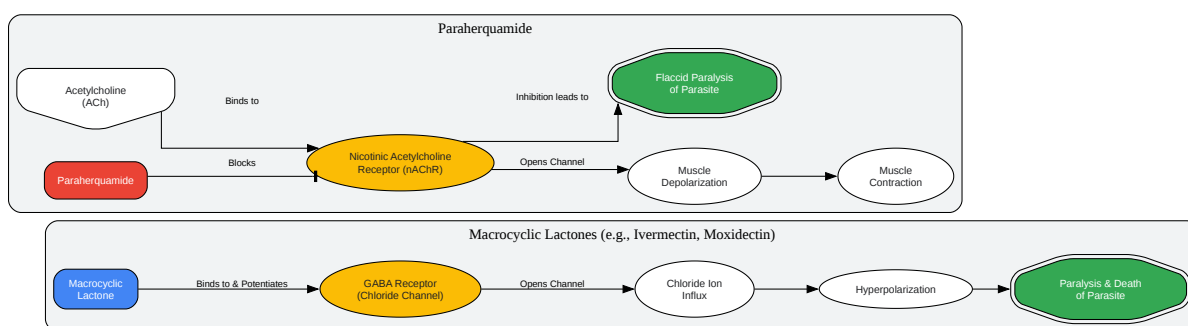 Paraherquamide
Acetylcholine
(ACh)
Binds to
Inhibition leads to
Flaccid Paralysis
of Parasite
Paraherquamide
Blocks
Nicotinic Acetylcholine
Receptor (nAChR)
Opens Channel
Muscle
Depolarization
Muscle
Contraction
Macrocyclic Lactones (e.g., Ivermectin, Moxidectin)
Macrocyclic
Lactone
Binds to & Potentiates
GABA Receptor
(Chloride Channel)
Opens Channel
Chloride Ion
Influx
Hyperpolarization
Paralysis & Death
of Parasite